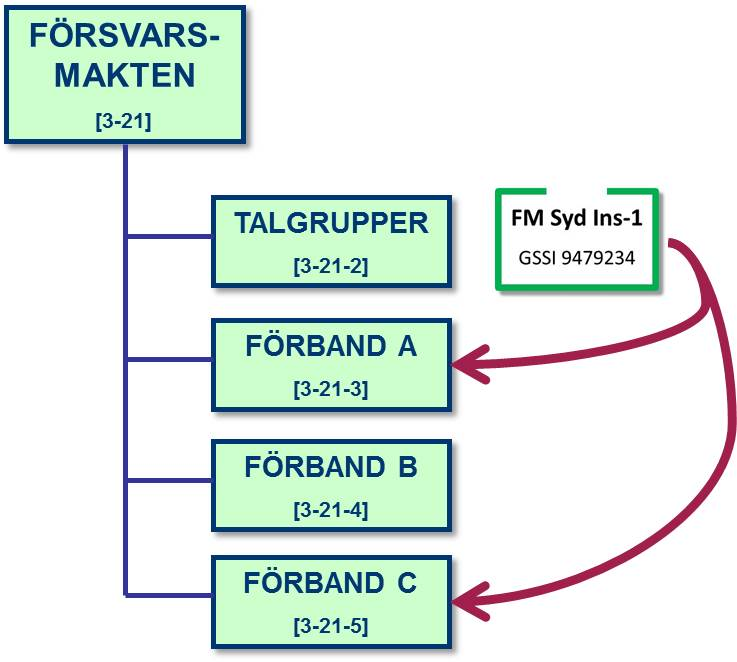 FÖRSVARS-
MAKTEN
[3-21]
TALGRUPPER
[3-21-2]
FM Syd Ins-1
GSSI 9479234
FÖRBAND A
[3-21-3]
FÖRBAND B
[3-21-4]
FÖRBAND C
[3-21-5]